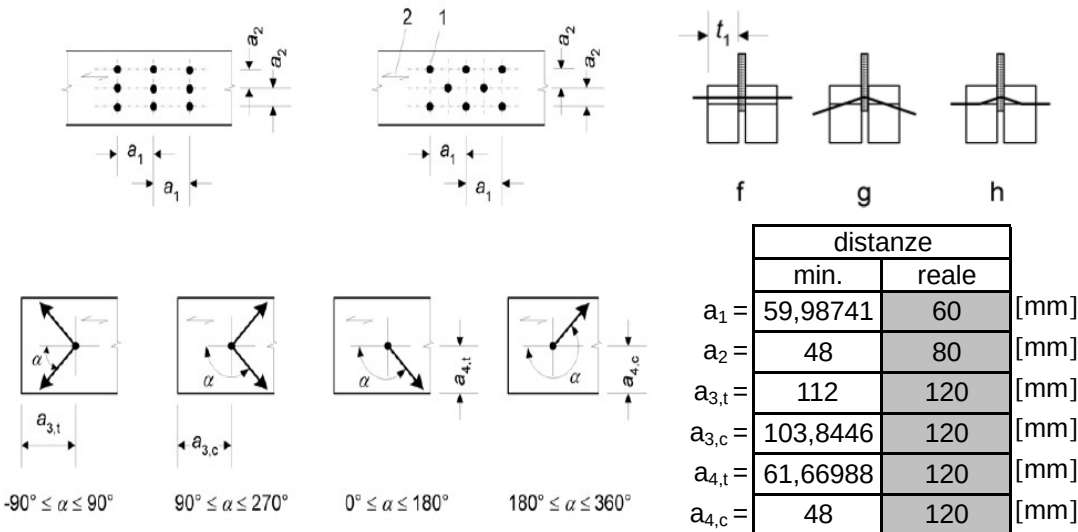 2 1
a₂
a₂
a₁
a₁
a₂
a₂
a₁
a₁
t₁
f g h
α
a₃,t
-90° ≤ α ≤ 90°
α
a₃,c
90° ≤ α ≤ 270°
α
a₄,t
0° ≤ α ≤ 180°
α
a₄,c
180° ≤ α ≤ 360°
distanze
min. reale
a₁ = 59,98741 60 [mm]
a₂ = 48 80 [mm]
a₃,t = 112 120 [mm]
a₃,c = 103,8446 120 [mm]
a₄,t = 61,66988 120 [mm]
a₄,c = 48 120 [mm]